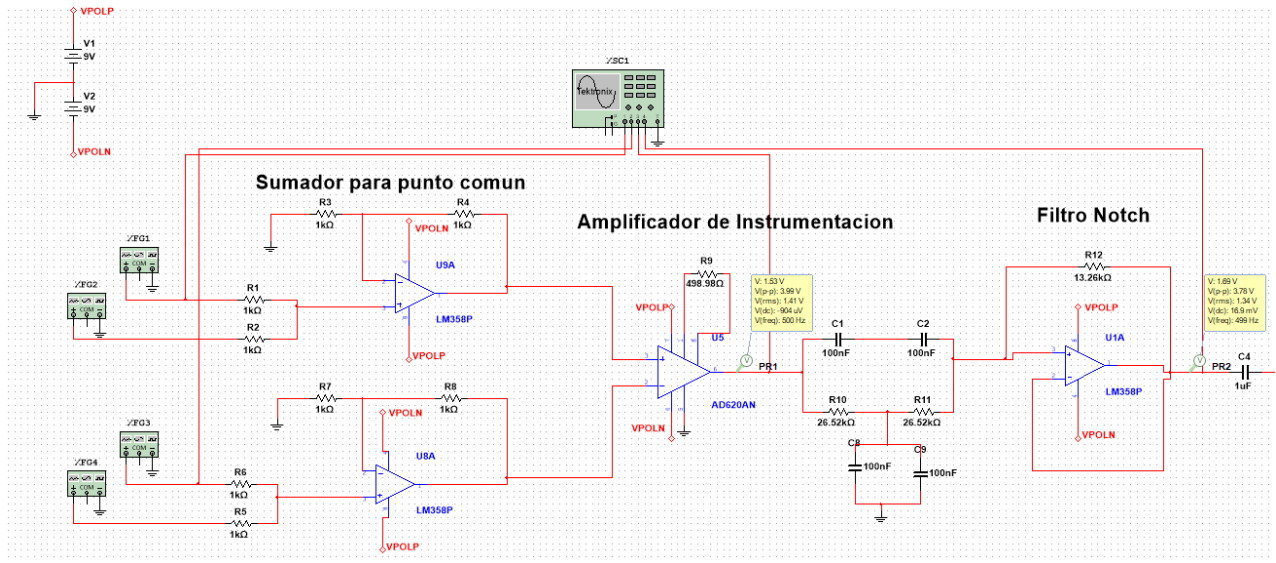 VPOLP
V1
9V
V2
9V
VPOLN
XSC1
Tektronix
Sumador para punto comun
R3
1kΩ
R4
1kΩ
VPOLN
U9A
LM358P
VPOLP
XFG1
COM
XFG2
COM
R1
1kΩ
R2
1kΩ
Amplificador de Instrumentacion
R9
498.98Ω
VPOLP
U5
AD620AN
VPOLN
V: 1.53 V
V(p-p): 3.99 V
V(rms): 1.41 V
V(dc): -904 uV
V(freq): 500 Hz
PR1
R7
1kΩ
R8
1kΩ
VPOLN
U8A
LM358P
VPOLP
XFG3
COM
XFG4
COM
R6
1kΩ
R5
1kΩ
Filtro Notch
R12
13.26kΩ
C1
100nF
C2
100nF
R10
26.52kΩ
R11
26.52kΩ
C8
100nF
C9
100nF
VPOLP
U1A
LM358P
VPOLN
V: 1.69 V
V(p-p): 3.78 V
V(rms): 1.34 V
V(dc): 16.9 mV
V(freq): 499 Hz
PR2
C4
1uF